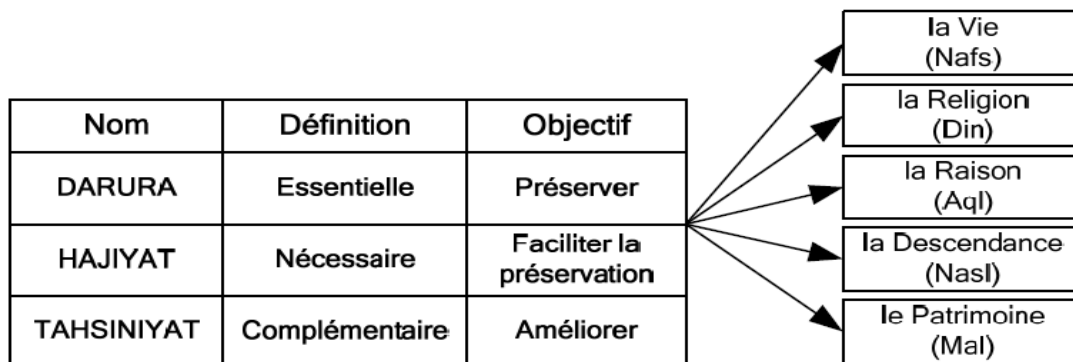 Nom Définition Objectif
DARURA Essentielle Préserver
HAJIYAT Nécessaire Faciliter la
préservation
TAHSINIYAT Complémentaire Améliorer
la Vie
(Nafs)
la Religion
(Din)
la Raison
(Aql)
la Descendance
(Nasl)
le Patrimoine
(Mal)